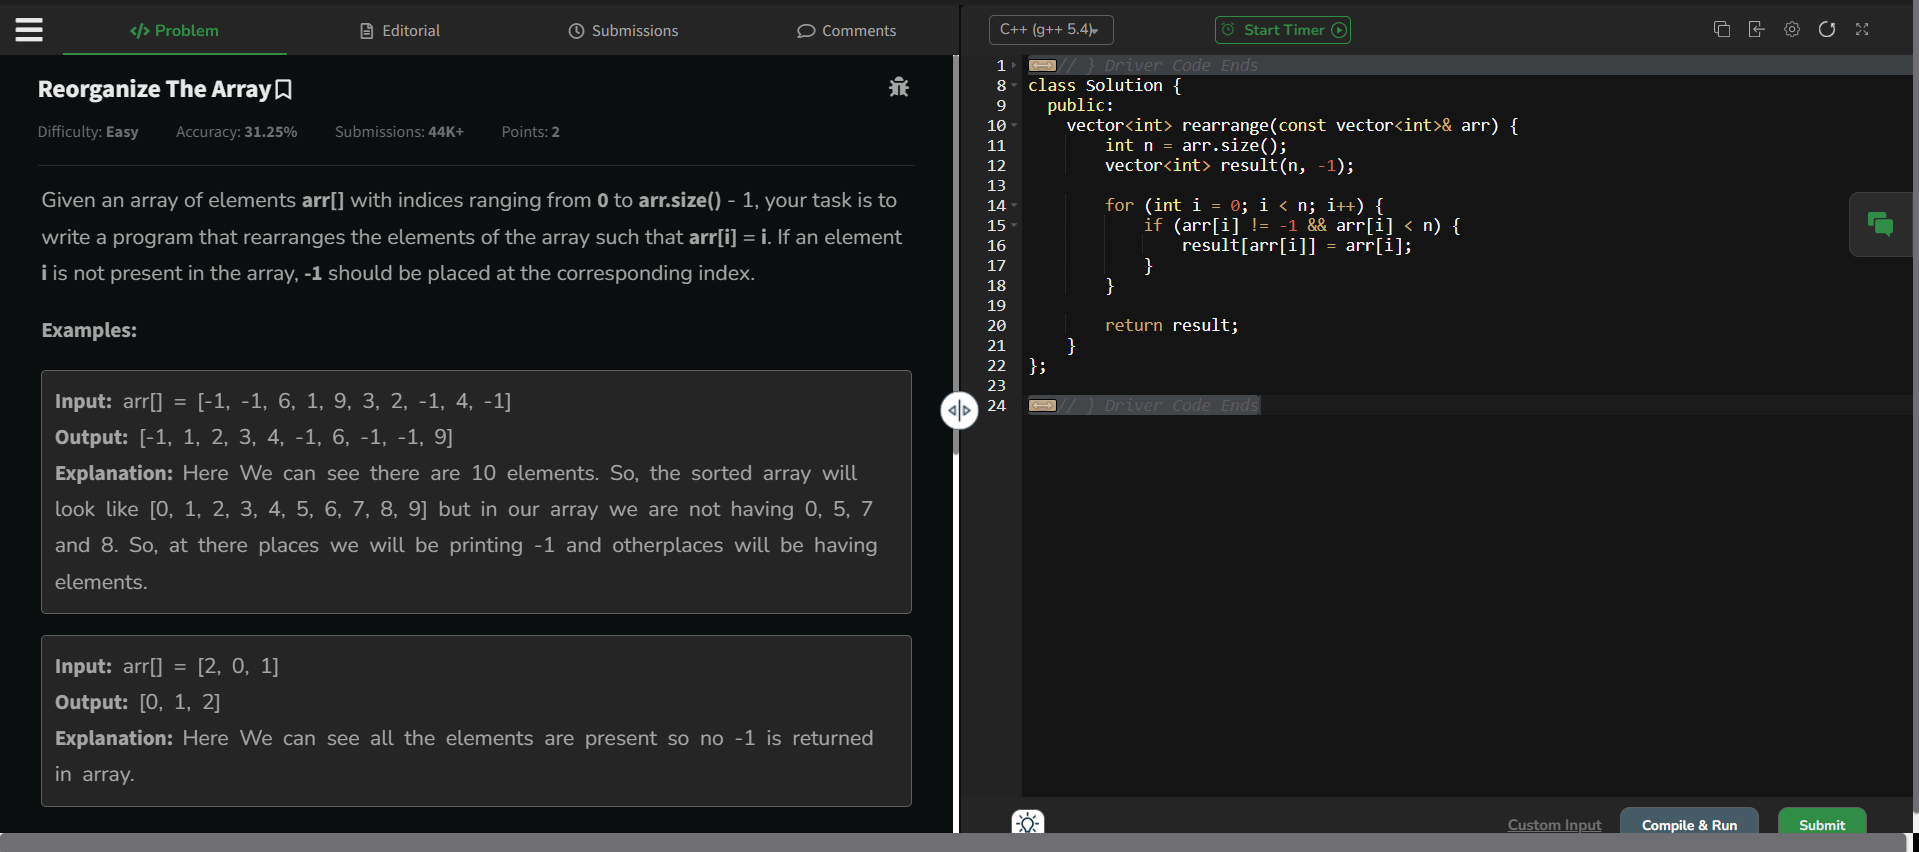 Problem
Editorial
Submissions
Comments
Reorganize The Array
Difficulty: Easy Accuracy: 31.25% Submissions: 44K+ Points: 2
Given an array of elements arr[] with indices ranging from 0 to arr.size() - 1, your task is to
write a program that rearranges the elements of the array such that arr[i] = i. If an element
i is not present in the array, -1 should be placed at the corresponding index.
Examples:
Input: arr[] = [-1, -1, 6, 1, 9, 3, 2, -1, 4, -1]
Output: [-1, 1, 2, 3, 4, -1, 6, -1, -1, 9]
Explanation: Here We can see there are 10 elements. So, the sorted array will
look like [0, 1, 2, 3, 4, 5, 6, 7, 8, 9] but in our array we are not having 0, 5, 7
and 8. So, at there places we will be printing -1 and otherplaces will be having
elements.
Input: arr[] = [2, 0, 1]
Output: [0, 1, 2]
Explanation: Here We can see all the elements are present so no -1 is returned
in array.
C++ (g++ 5.4)
Start Timer
1 // } Driver Code Ends
8 class Solution {
9 public:
10 vector<int> rearrange(const vector<int>& arr) {
11 int n = arr.size();
12 vector<int> result(n, -1);
13
14 for (int i = 0; i < n; i++) {
15 if (arr[i] != -1 && arr[i] < n) {
16 result[arr[i]] = arr[i];
17 }
18 }
19
20 return result;
21 }
22 };
23
24 // } Driver Code Ends
Custom Input
Compile & Run
Submit